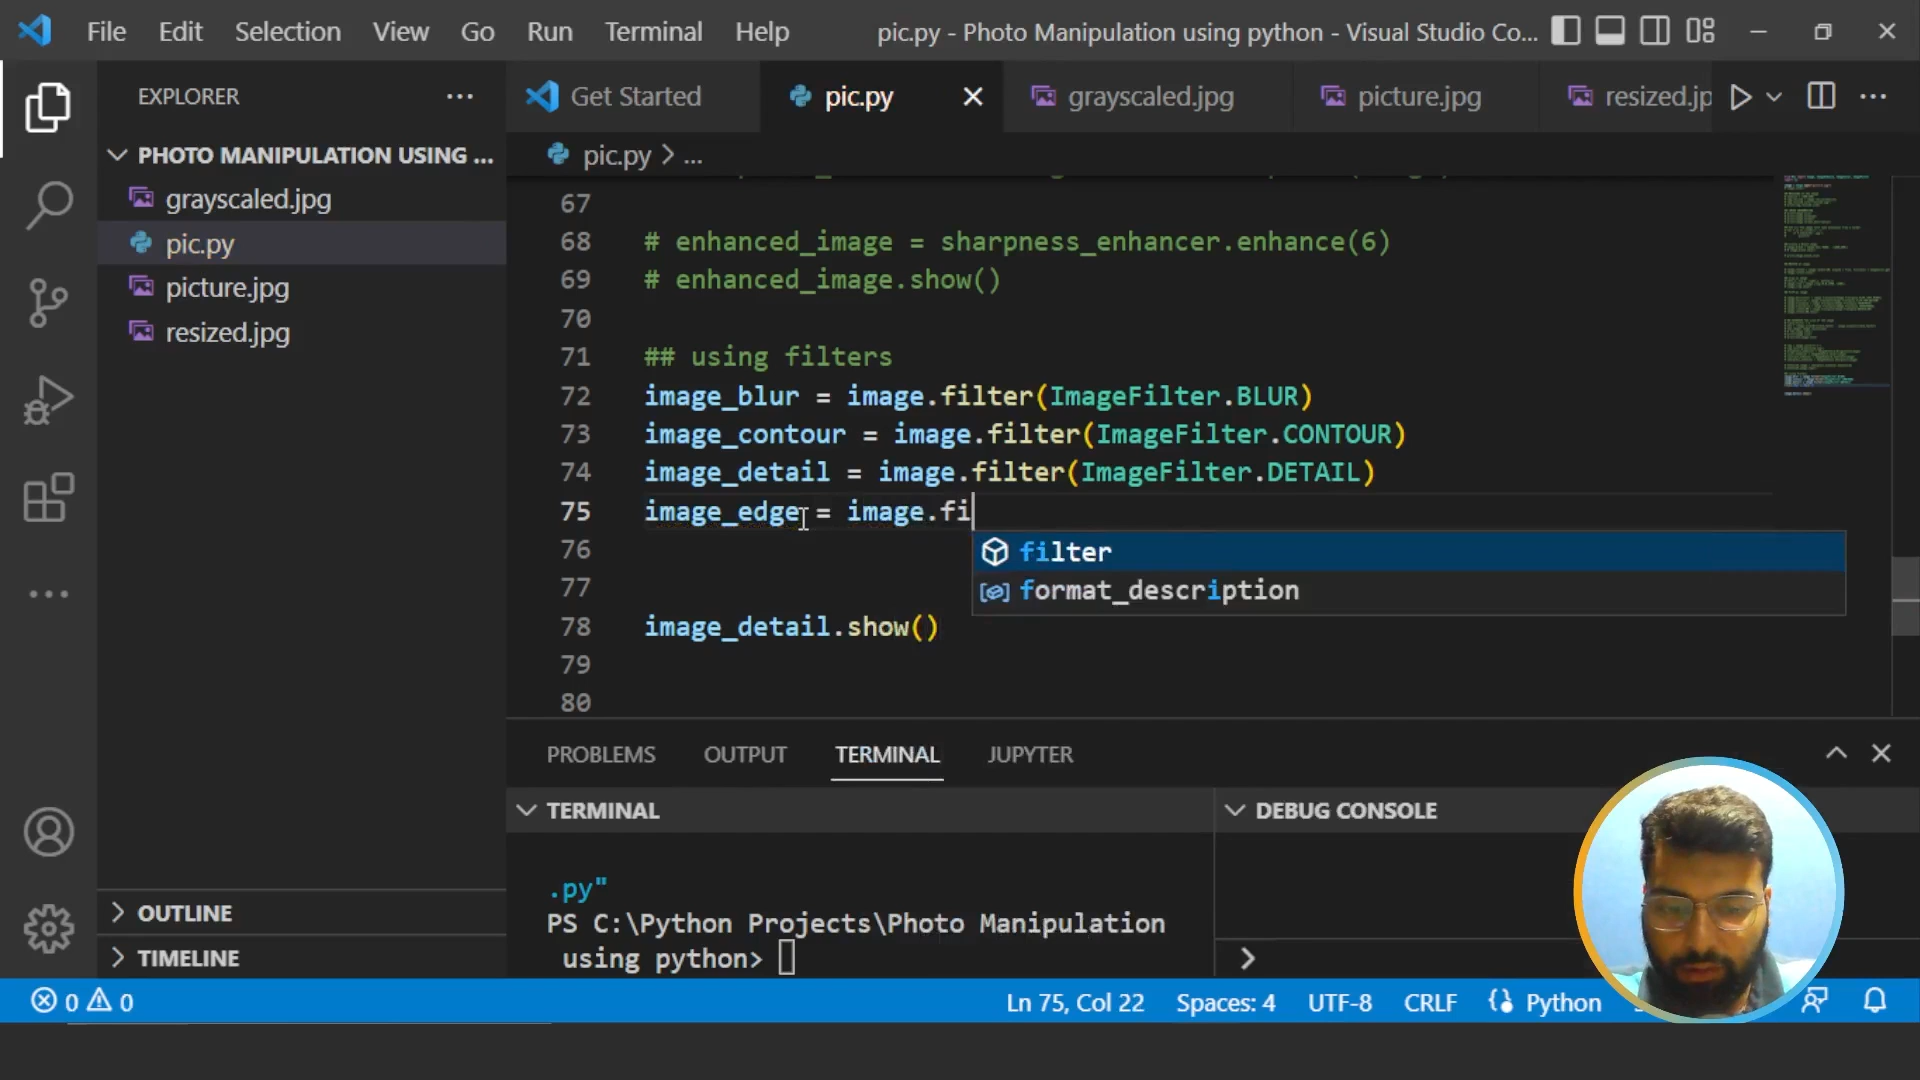 File Edit Selection View Go Run Terminal Help pic.py - Photo Manipulation using python - Visual Studio Co...
EXPLORER
PHOTO MANIPULATION USING ...
grayscaled.jpg
pic.py
picture.jpg
resized.jpg
OUTLINE
TIMELINE
Get Started pic.py grayscaled.jpg picture.jpg resized.jp
pic.py > ...
67
68 # enhanced_image = sharpness_enhancer.enhance(6)
69 # enhanced_image.show()
70
71 ## using filters
72 image_blur = image.filter(ImageFilter.BLUR)
73 image_contour = image.filter(ImageFilter.CONTOUR)
74 image_detail = image.filter(ImageFilter.DETAIL)
75 image_edge = image.fi
filter
format_description
76
77
78 image_detail.show()
79
80
PROBLEMS OUTPUT TERMINAL JUPYTER
TERMINAL
.py"
PS C:\Python Projects\Photo Manipulation
using python>
DEBUG CONSOLE
>
0 0 Ln 75, Col 22 Spaces: 4 UTF-8 CRLF Python